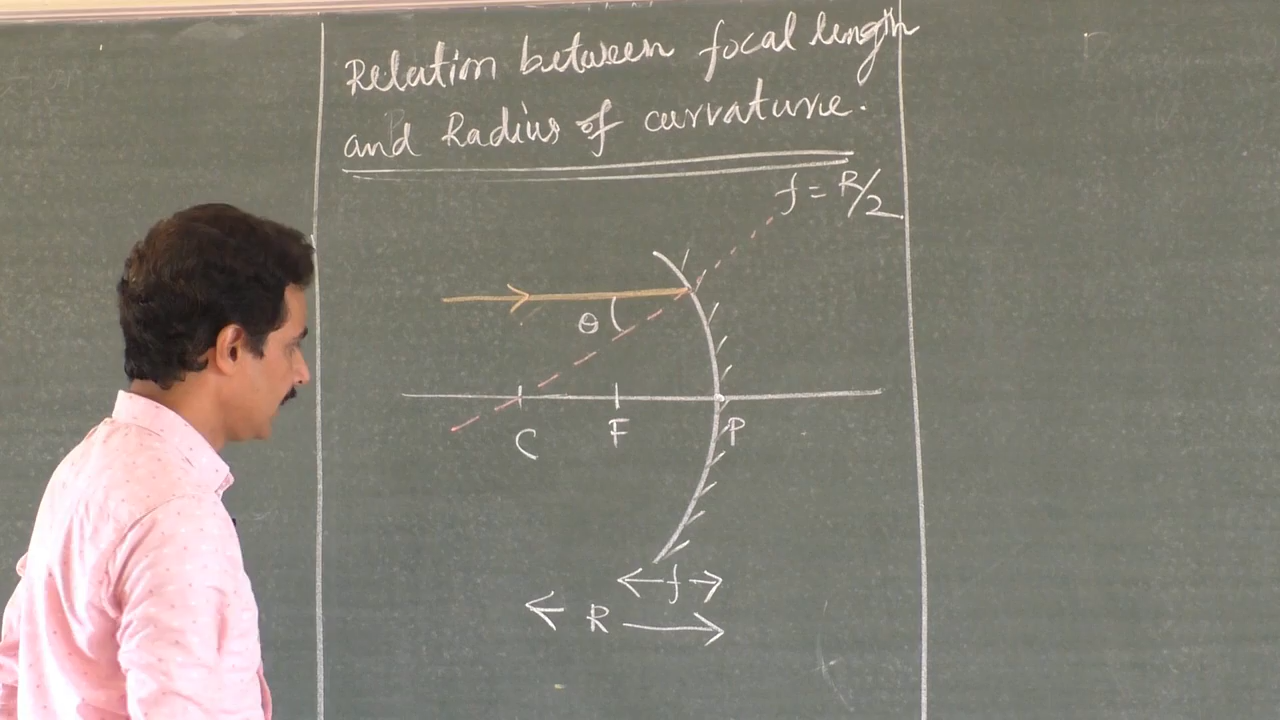 Relation between focal length
and Radius of curvature.
f = R/2
θ
C F P
f
R